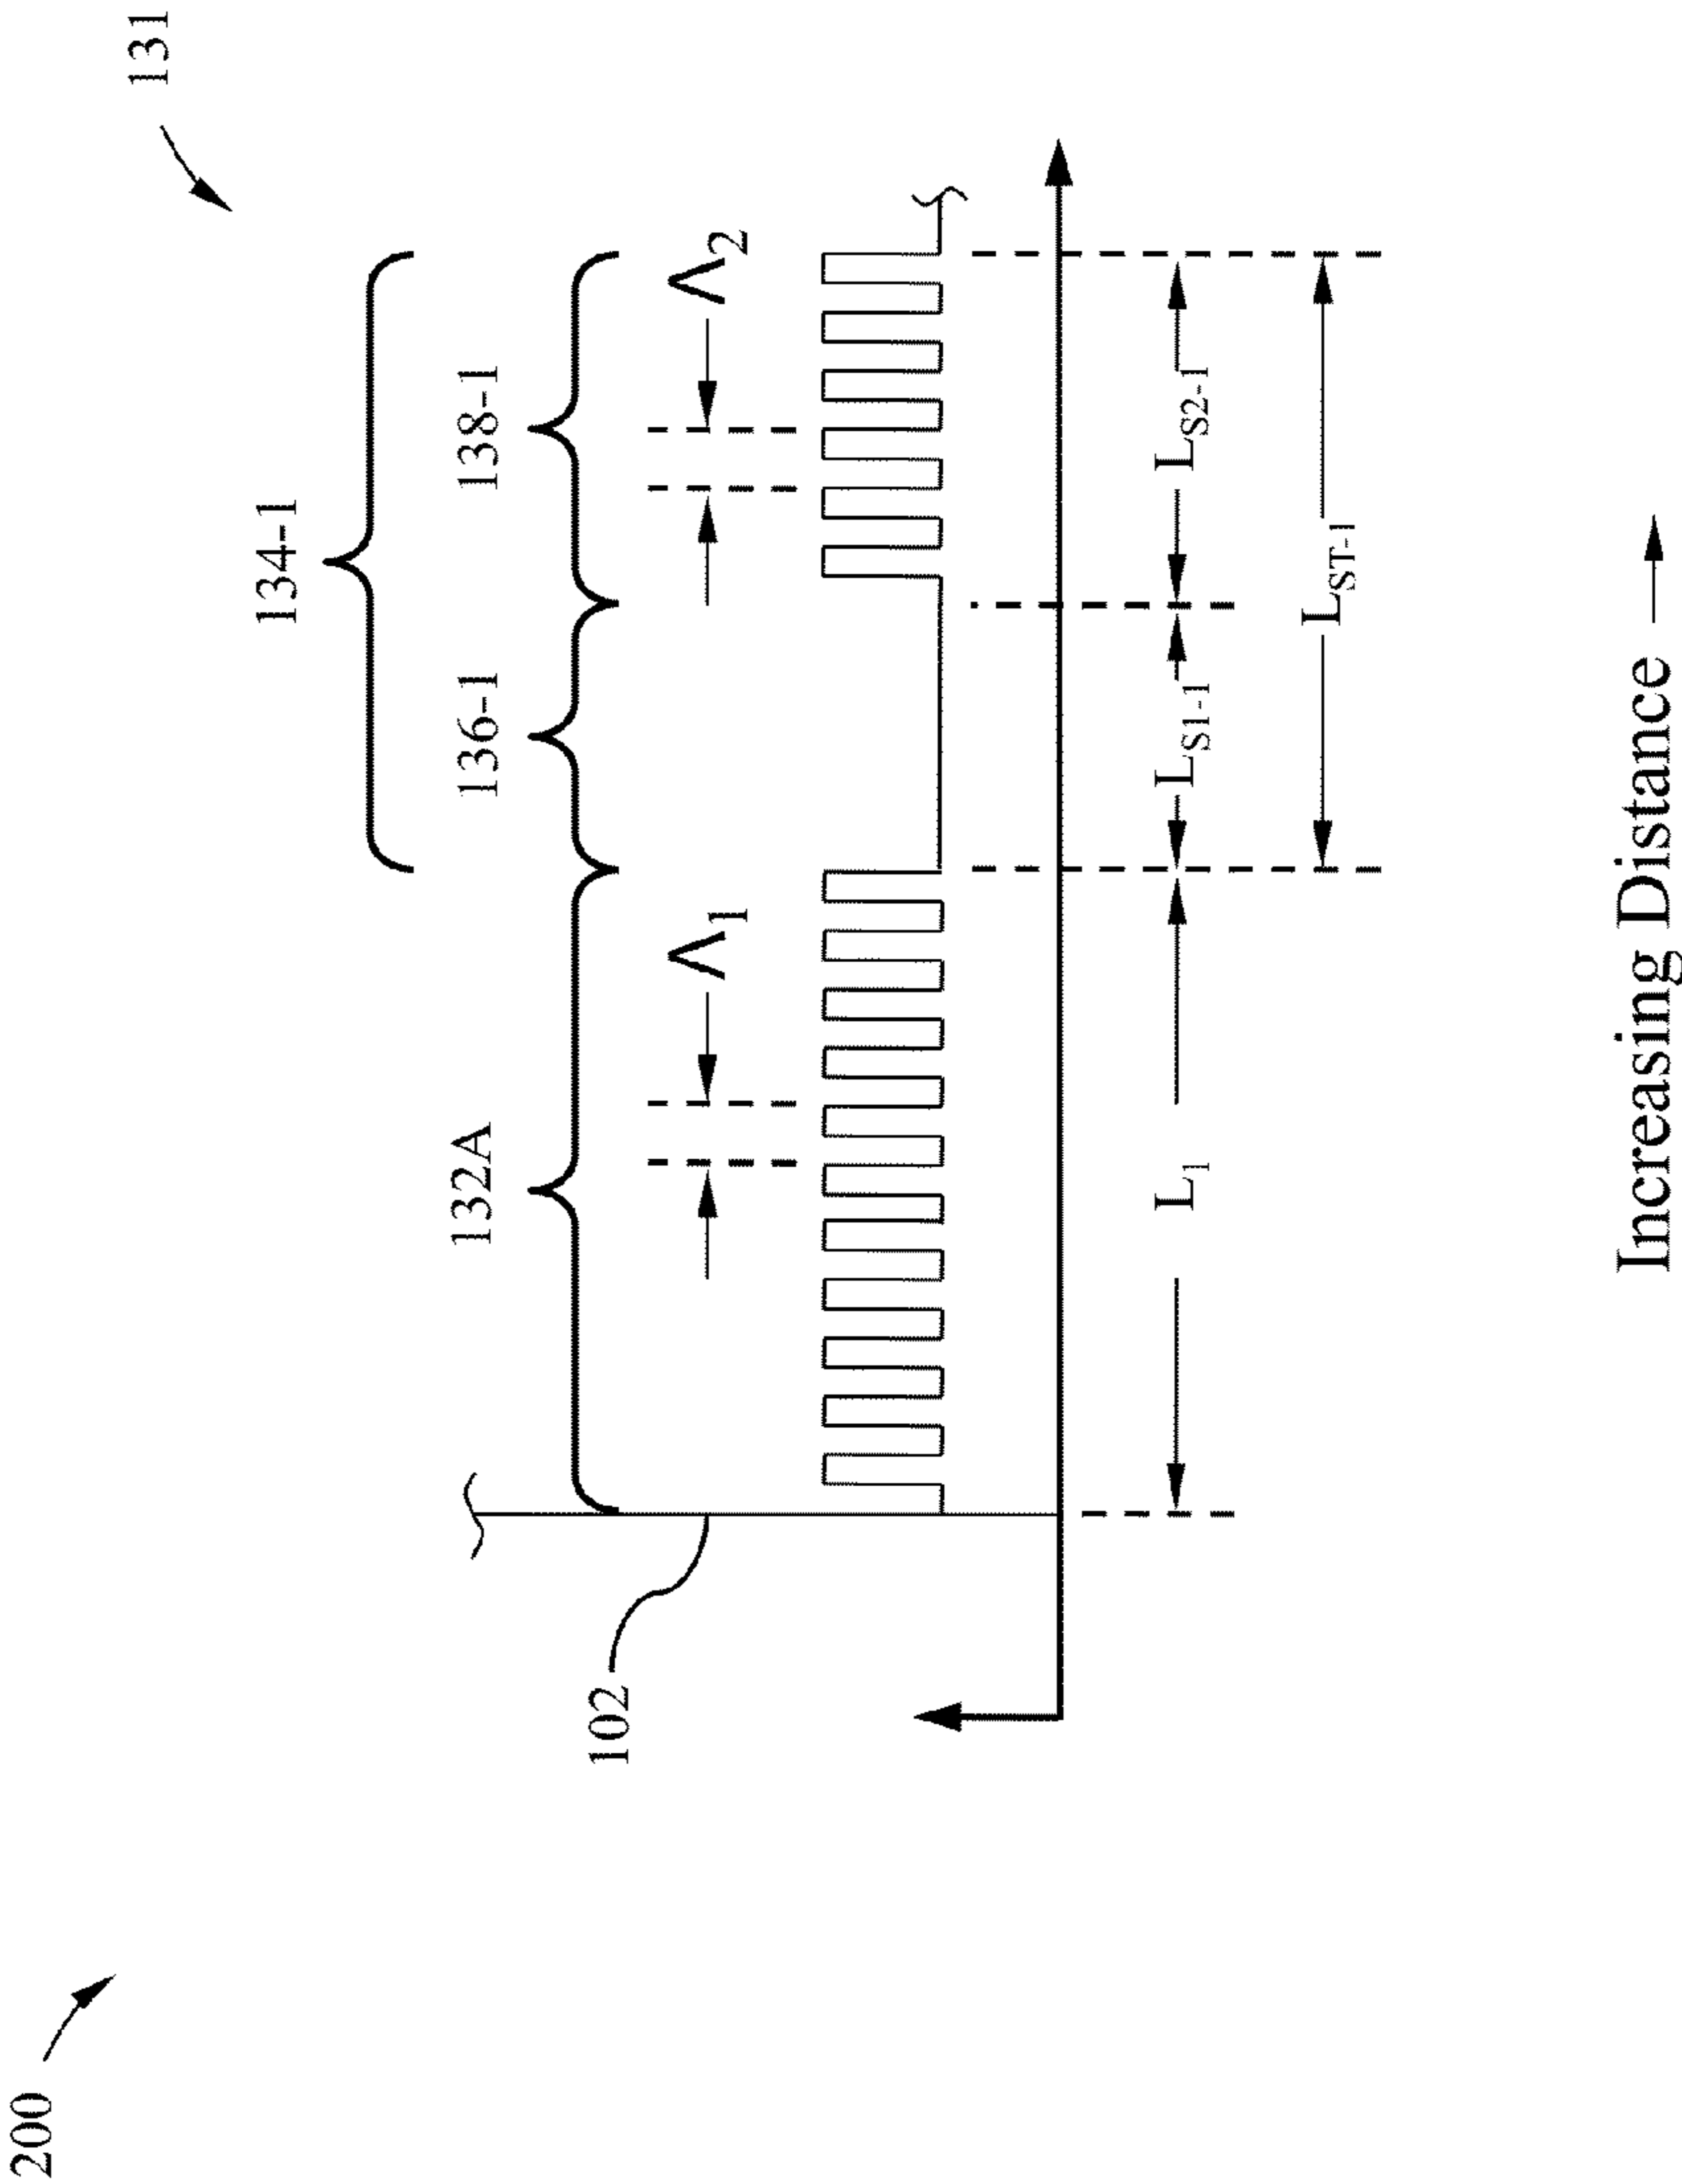 200
131
134-1
132A
136-1
138-1
102
Λ1
Λ2
L1
LS1-1
LS2-1
LST-1
Increasing Distance